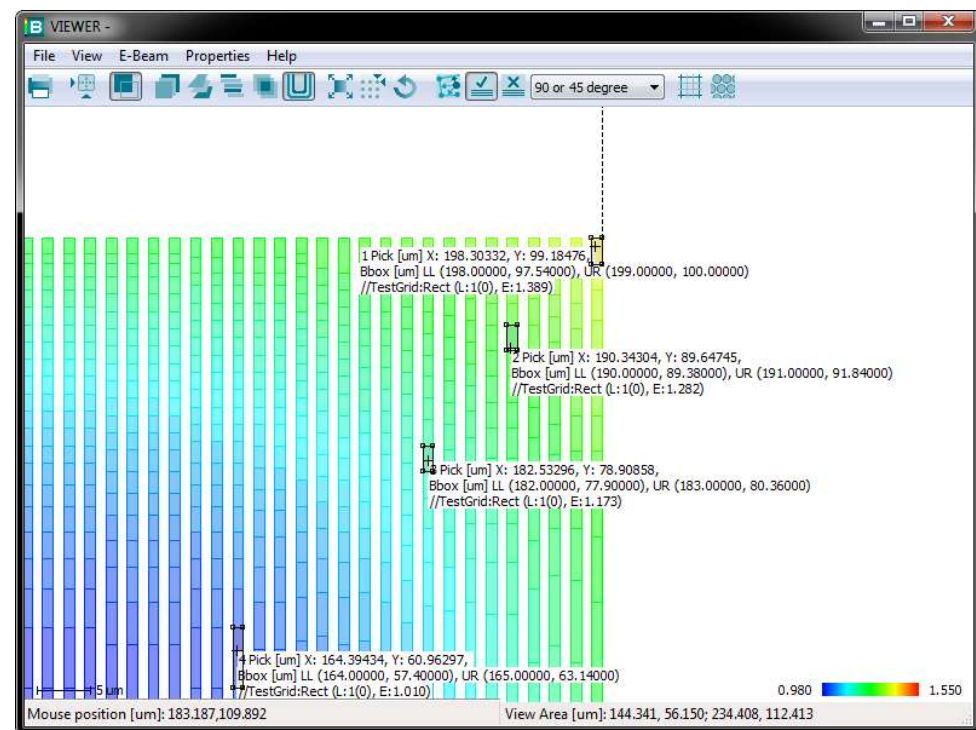 B VIEWER -
File View E-Beam Properties Help
90 or 45 degree
1 Pick [um] X: 198.30332, Y: 99.18476,
Bbox [um] LL (198.00000, 97.54000), UR (199.00000, 100.00000)
//TestGrid:Rect (L:1(0), E:1.389)
2 Pick [um] X: 190.34304, Y: 89.64745,
Bbox [um] LL (190.00000, 89.38000), UR (191.00000, 91.84000)
//TestGrid:Rect (L:1(0), E:1.282)
3 Pick [um] X: 182.53296, Y: 78.90858,
Bbox [um] LL (182.00000, 77.90000), UR (183.00000, 80.36000)
//TestGrid:Rect (L:1(0), E:1.173)
4 Pick [um] X: 164.39434, Y: 60.96297,
Bbox [um] LL (164.00000, 57.40000), UR (165.00000, 63.14000)
//TestGrid:Rect (L:1(0), E:1.010)
5 um
0.980 1.550
Mouse position [um]: 183.187,109.892 View Area [um]: 144.341, 56.150; 234.408, 112.413